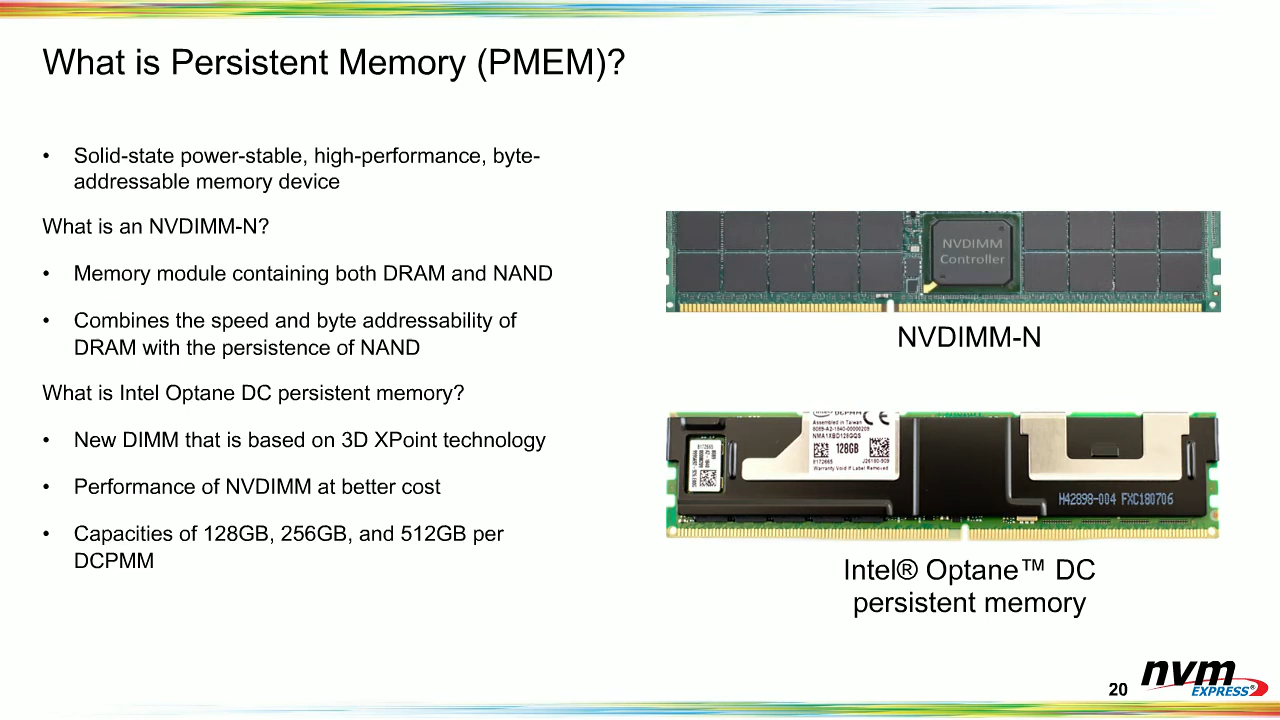 What is Persistent Memory (PMEM)?
• Solid-state power-stable, high-performance, byte-
addressable memory device
What is an NVDIMM-N?
• Memory module containing both DRAM and NAND
• Combines the speed and byte addressability of
DRAM with the persistence of NAND
What is Intel Optane DC persistent memory?
• New DIMM that is based on 3D XPoint technology
• Performance of NVDIMM at better cost
• Capacities of 128GB, 256GB, and 512GB per
DCPMM
NVDIMM
Controller
NVDIMM-N
Assembled in Taiwan
NMA1XBD128GQS
128GB
Warranty Void If Label Removed
H42898-004 FXC180706
Intel® Optane™ DC
persistent memory
20
nvm
EXPRESS®